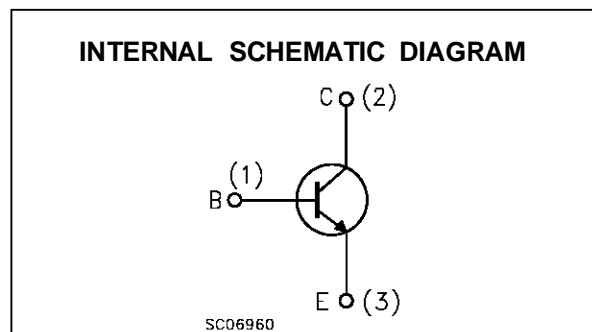 INTERNAL SCHEMATIC DIAGRAM
C (2)
(1)
B
E (3)
SC06960